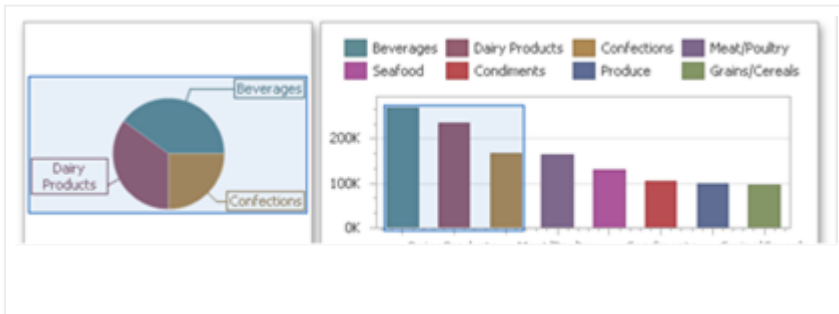 Beverages
Dairy
Products
Confections
Beverages Dairy Products Confections Meat/Poultry
Seafood Condiments Produce Grains/Cereals
200K
100K
0K